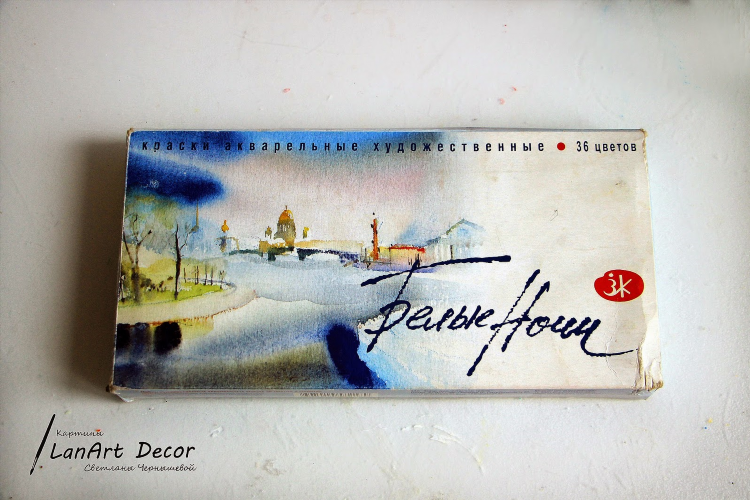 краски акварельные художественные • 36 цветов
Белые Ночи
ЗК
Картины
LanArt Decor
Светланы Чернышевой